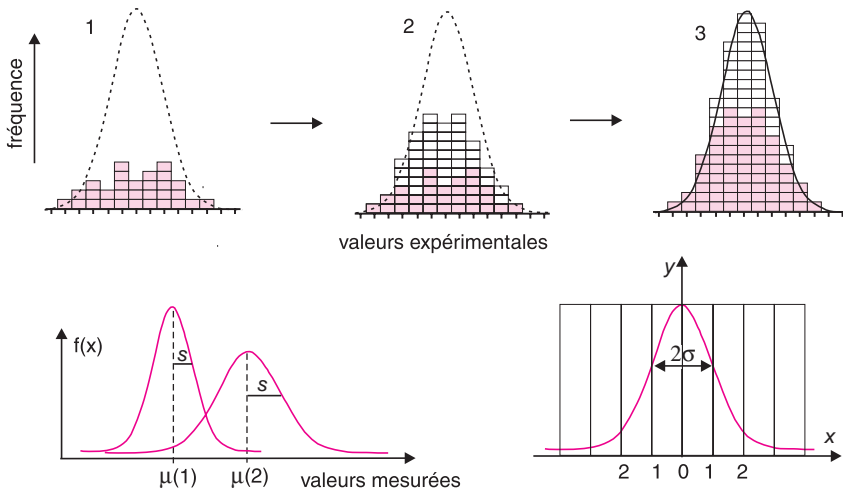 1
2
3
fréquence
valeurs expérimentales
f(x)
s
s
μ(1)
μ(2)
valeurs mesurées
y
2σ
x
2 1 0 1 2